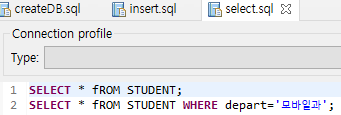 createDB.sql insert.sql select.sql
Connection profile
Type:
1 SELECT * fROM STUDENT;
2 SELECT * fROM STUDENT WHERE depart='모바일과';